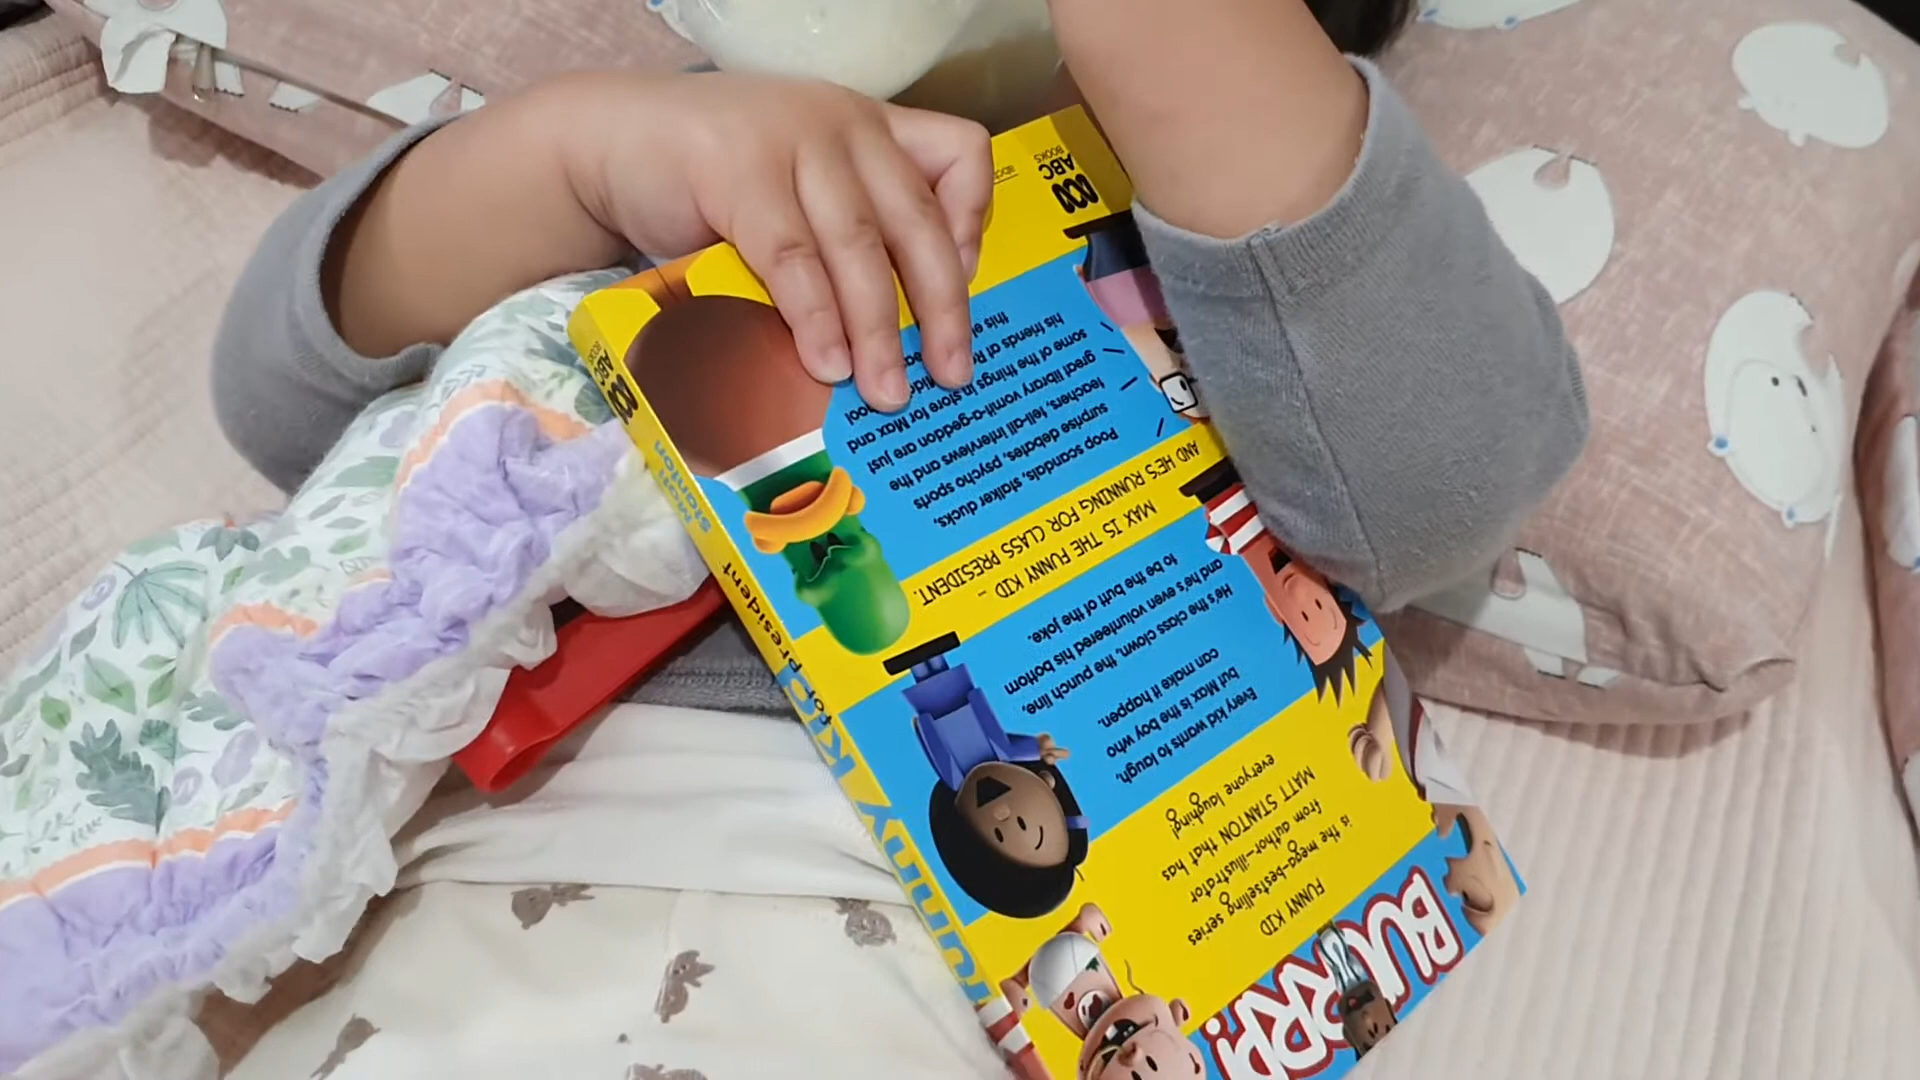 BURRP!
FUNNY KID
is the mega-bestselling series
from author-illustrator
MATT STANTON that has
everyone laughing!
Every kid wants to laugh,
but Max is the boy who
can make it happen.
He's the class clown, the punch line,
and he's even volunteered his bottom
to be the butt of the joke.
MAX IS THE FUNNY KID –
AND HE'S RUNNING FOR CLASS PRESIDENT.
Poop scandals, stalker ducks,
surprise debates, psycho sports
teachers, tell-all interviews and the
great library vomit-a-geddon are just
some of the things in store for Max and
his friends at
this
ABC
BOOKS
funny KID
for president
Matt
Stanton
ABC
BOOKS